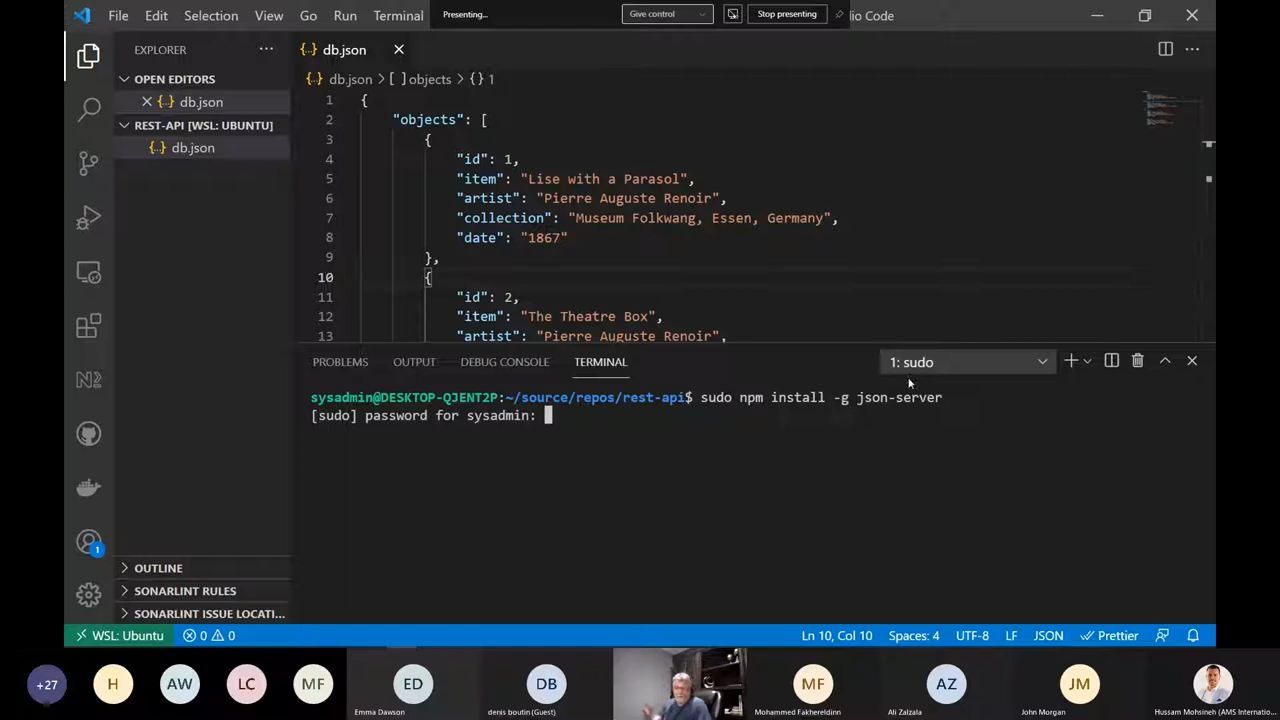 File Edit Selection View Go Run Terminal
Presenting...
Give control
Stop presenting
dio Code
EXPLORER
OPEN EDITORS
{..} db.json
REST-API [WSL: UBUNTU]
{..} db.json
OUTLINE
SONARLINT RULES
SONARLINT ISSUE LOCATI...
N2
1
{..} db.json
{..} db.json > [ ] objects > {} 1
1 {
2 "objects": [
3 {
4 "id": 1,
5 "item": "Lise with a Parasol",
6 "artist": "Pierre Auguste Renoir",
7 "collection": "Museum Folkwang, Essen, Germany",
8 "date": "1867"
9 },
10 {
11 "id": 2,
12 "item": "The Theatre Box",
13 "artist": "Pierre Auguste Renoir",
PROBLEMS OUTPUT DEBUG CONSOLE TERMINAL
1: sudo
sysadmin@DESKTOP-QJENT2P:~/source/repos/rest-api$ sudo npm install -g json-server
[sudo] password for sysadmin:
WSL: Ubuntu 0 0 Ln 10, Col 10 Spaces: 4 UTF-8 LF JSON Prettier
+27 H AW LC MF ED DB MF AZ JM
Emma Dawson
denis boutin (Guest)
Mohammed Fakhereldinn
Ali Zalzala
John Morgan
Hussam Mohsineh (AMS Internatio...